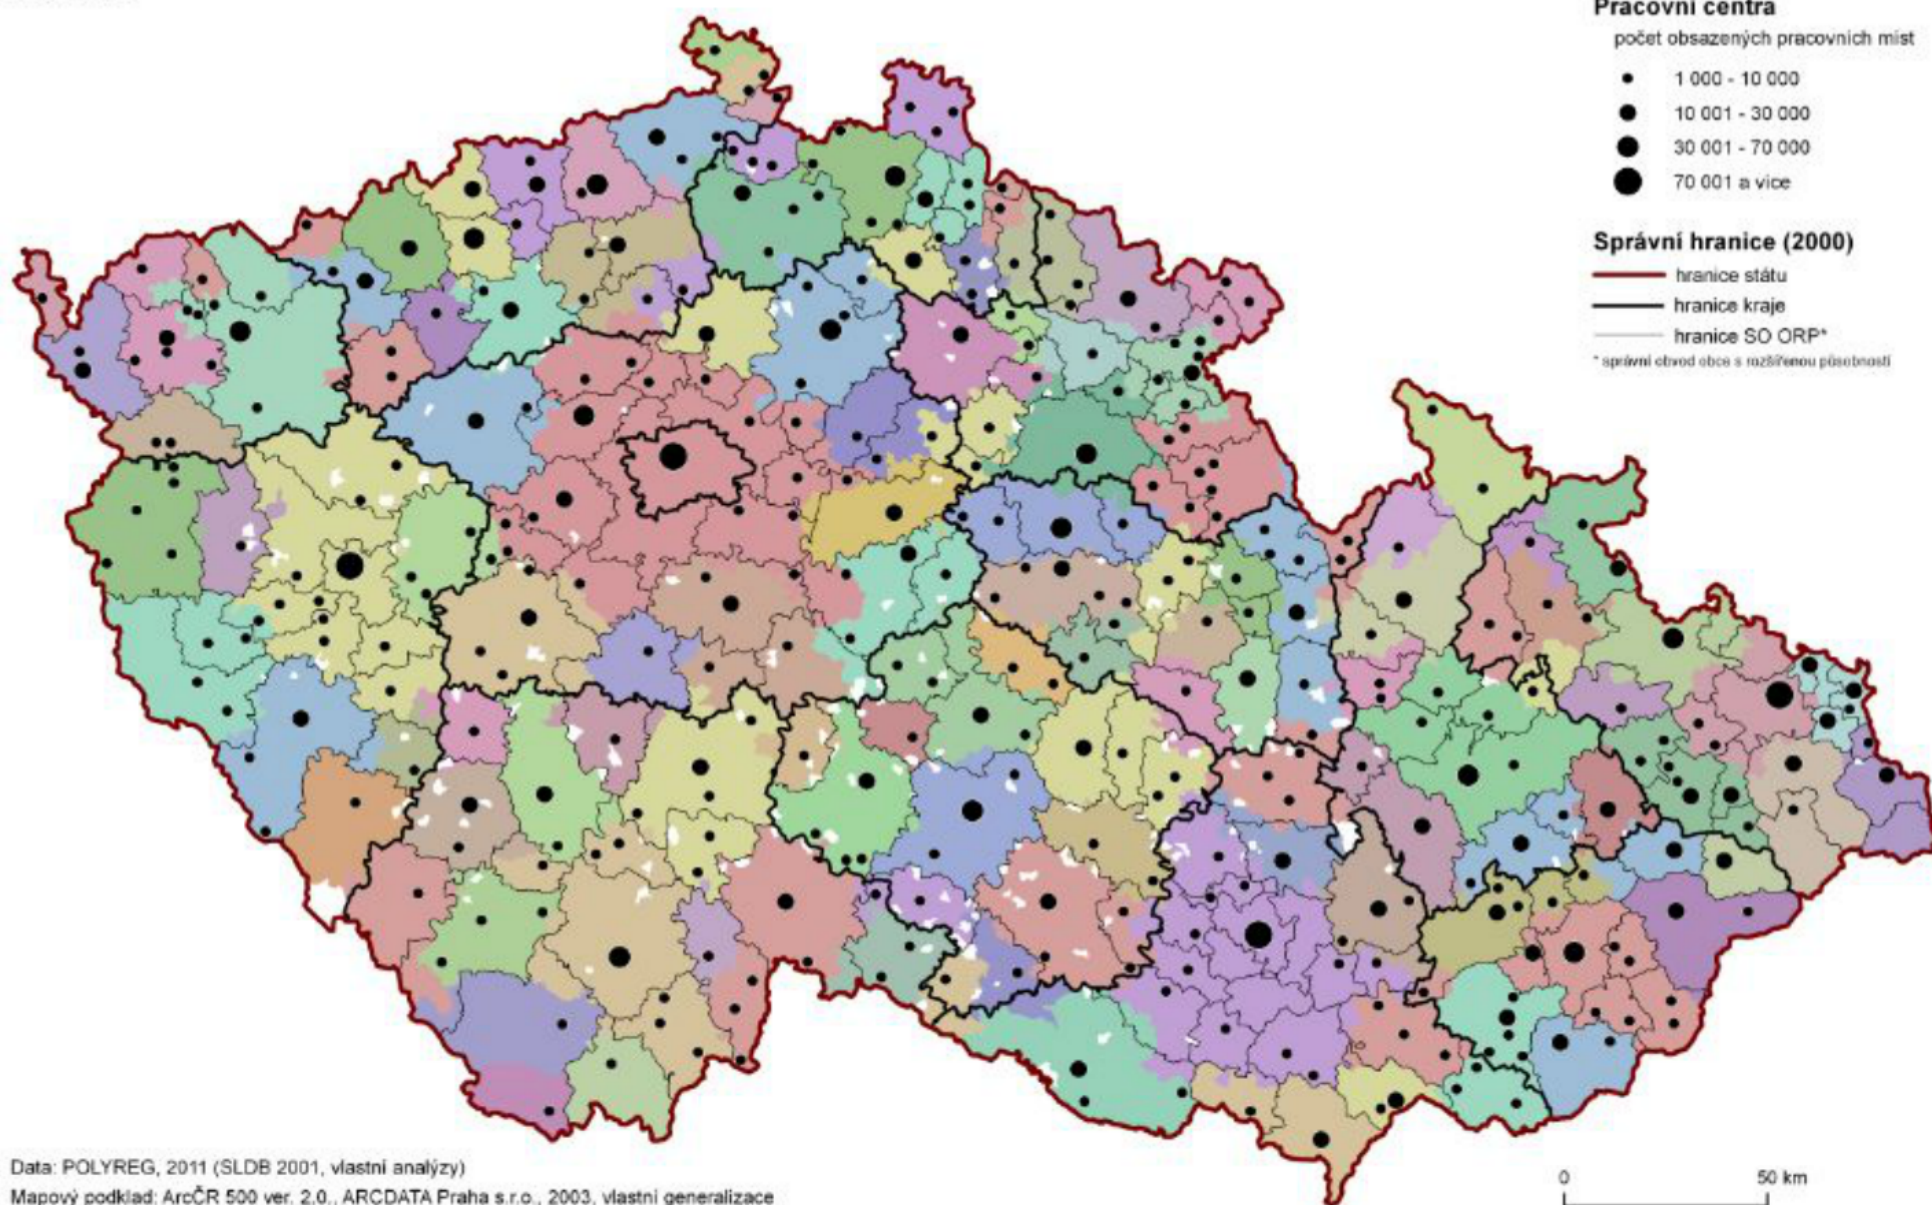 Pracovní centra
počet obsazených pracovních míst
1 000 - 10 000
10 001 - 30 000
30 001 - 70 000
70 001 a více
Správní hranice (2000)
hranice státu
hranice kraje
hranice SO ORP*
* správní obvod obce s rozšířenou působností
Data: POLYREG, 2011 (SLDB 2001, vlastní analýzy)
Mapový podklad: ArcČR 500 ver. 2.0., ARCDATA Praha s.r.o., 2003, vlastní generalizace
0 50 km